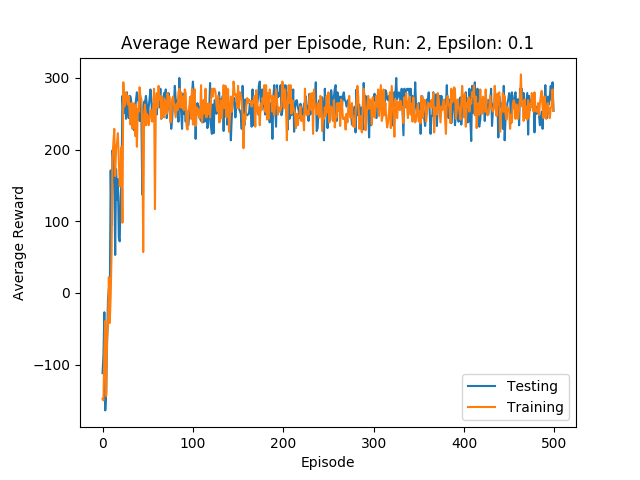 Average Reward per Episode, Run: 2, Epsilon: 0.1
300
200
100
0
−100
Average Reward
0 100 200 300 400 500
Episode
Testing
Training